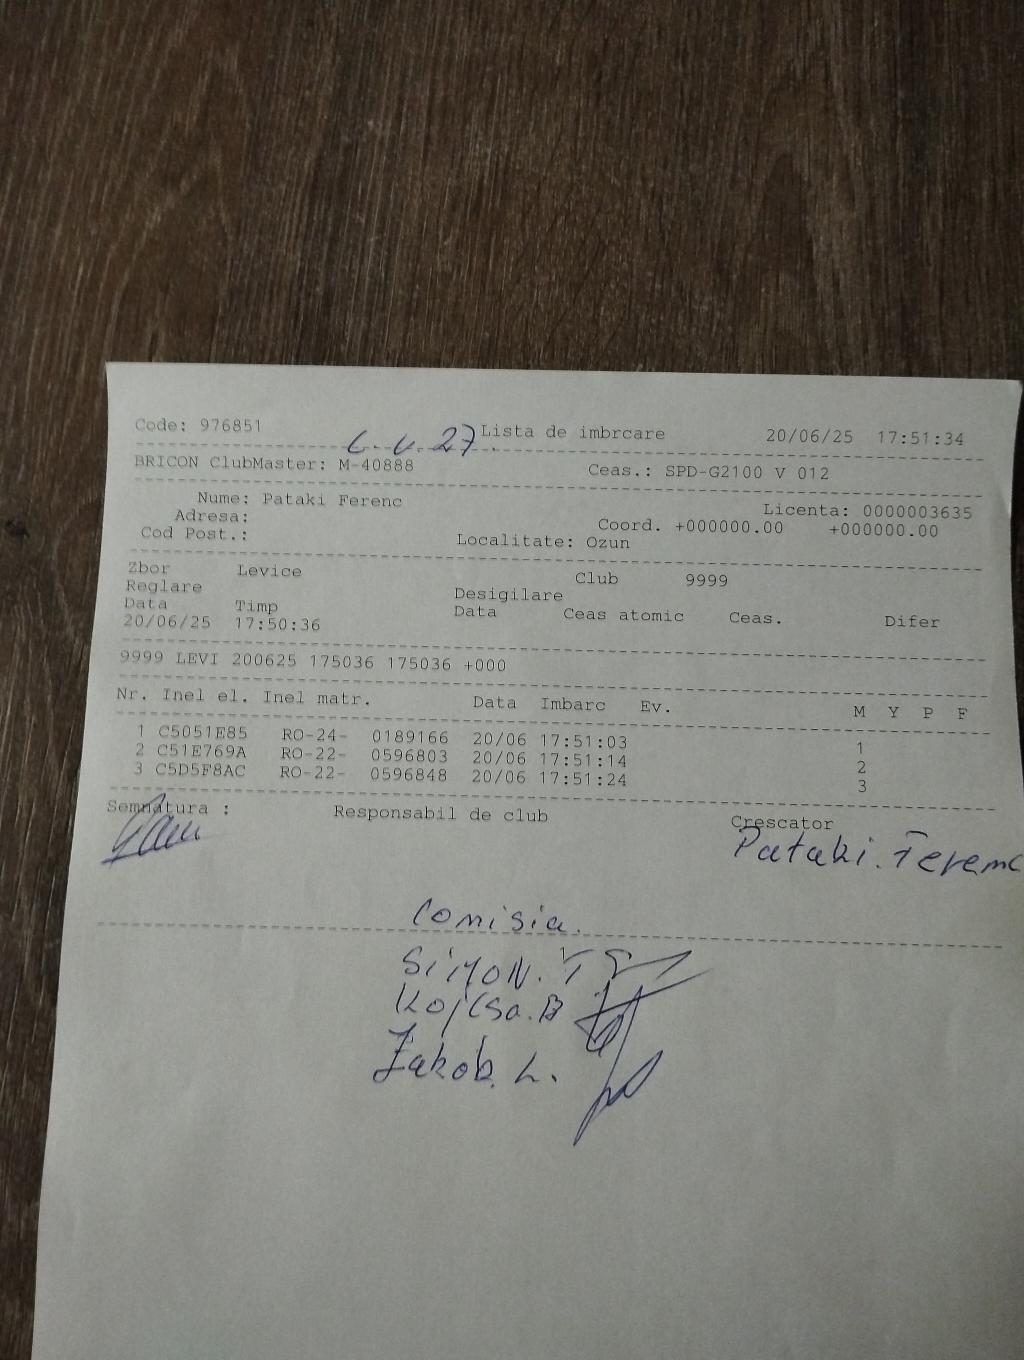 Code: 976851 Lista de imbrcare 20/06/25 17:51:34
BRICON ClubMaster: M-40888 Ceas.: SPD-G2100 V 012
Nume: Pataki Ferenc Licenta: 0000003635
Adresa: Coord. +000000.00 +000000.00
Cod Post.: Localitate: Ozun
Zbor Levice Club 9999
Reglare Desigilare
Data Timp Data Ceas atomic Ceas. Difer
20/06/25 17:50:36
9999 LEVI 200625 175036 175036 +000
Nr. Inel el. Inel matr. Data Imbarc Ev. M Y P F
1 C5051E85 RO-24- 0189166 20/06 17:51:03 1
2 C51E769A RO-22- 0596803 20/06 17:51:14 2
3 C5D5F8AC RO-22- 0596848 20/06 17:51:24 3
Semnatura : Responsabil de club Crescator
Pataki. Ferenc
Comisia.
SIMON. T
Kojcsa. B
Jakob. L.